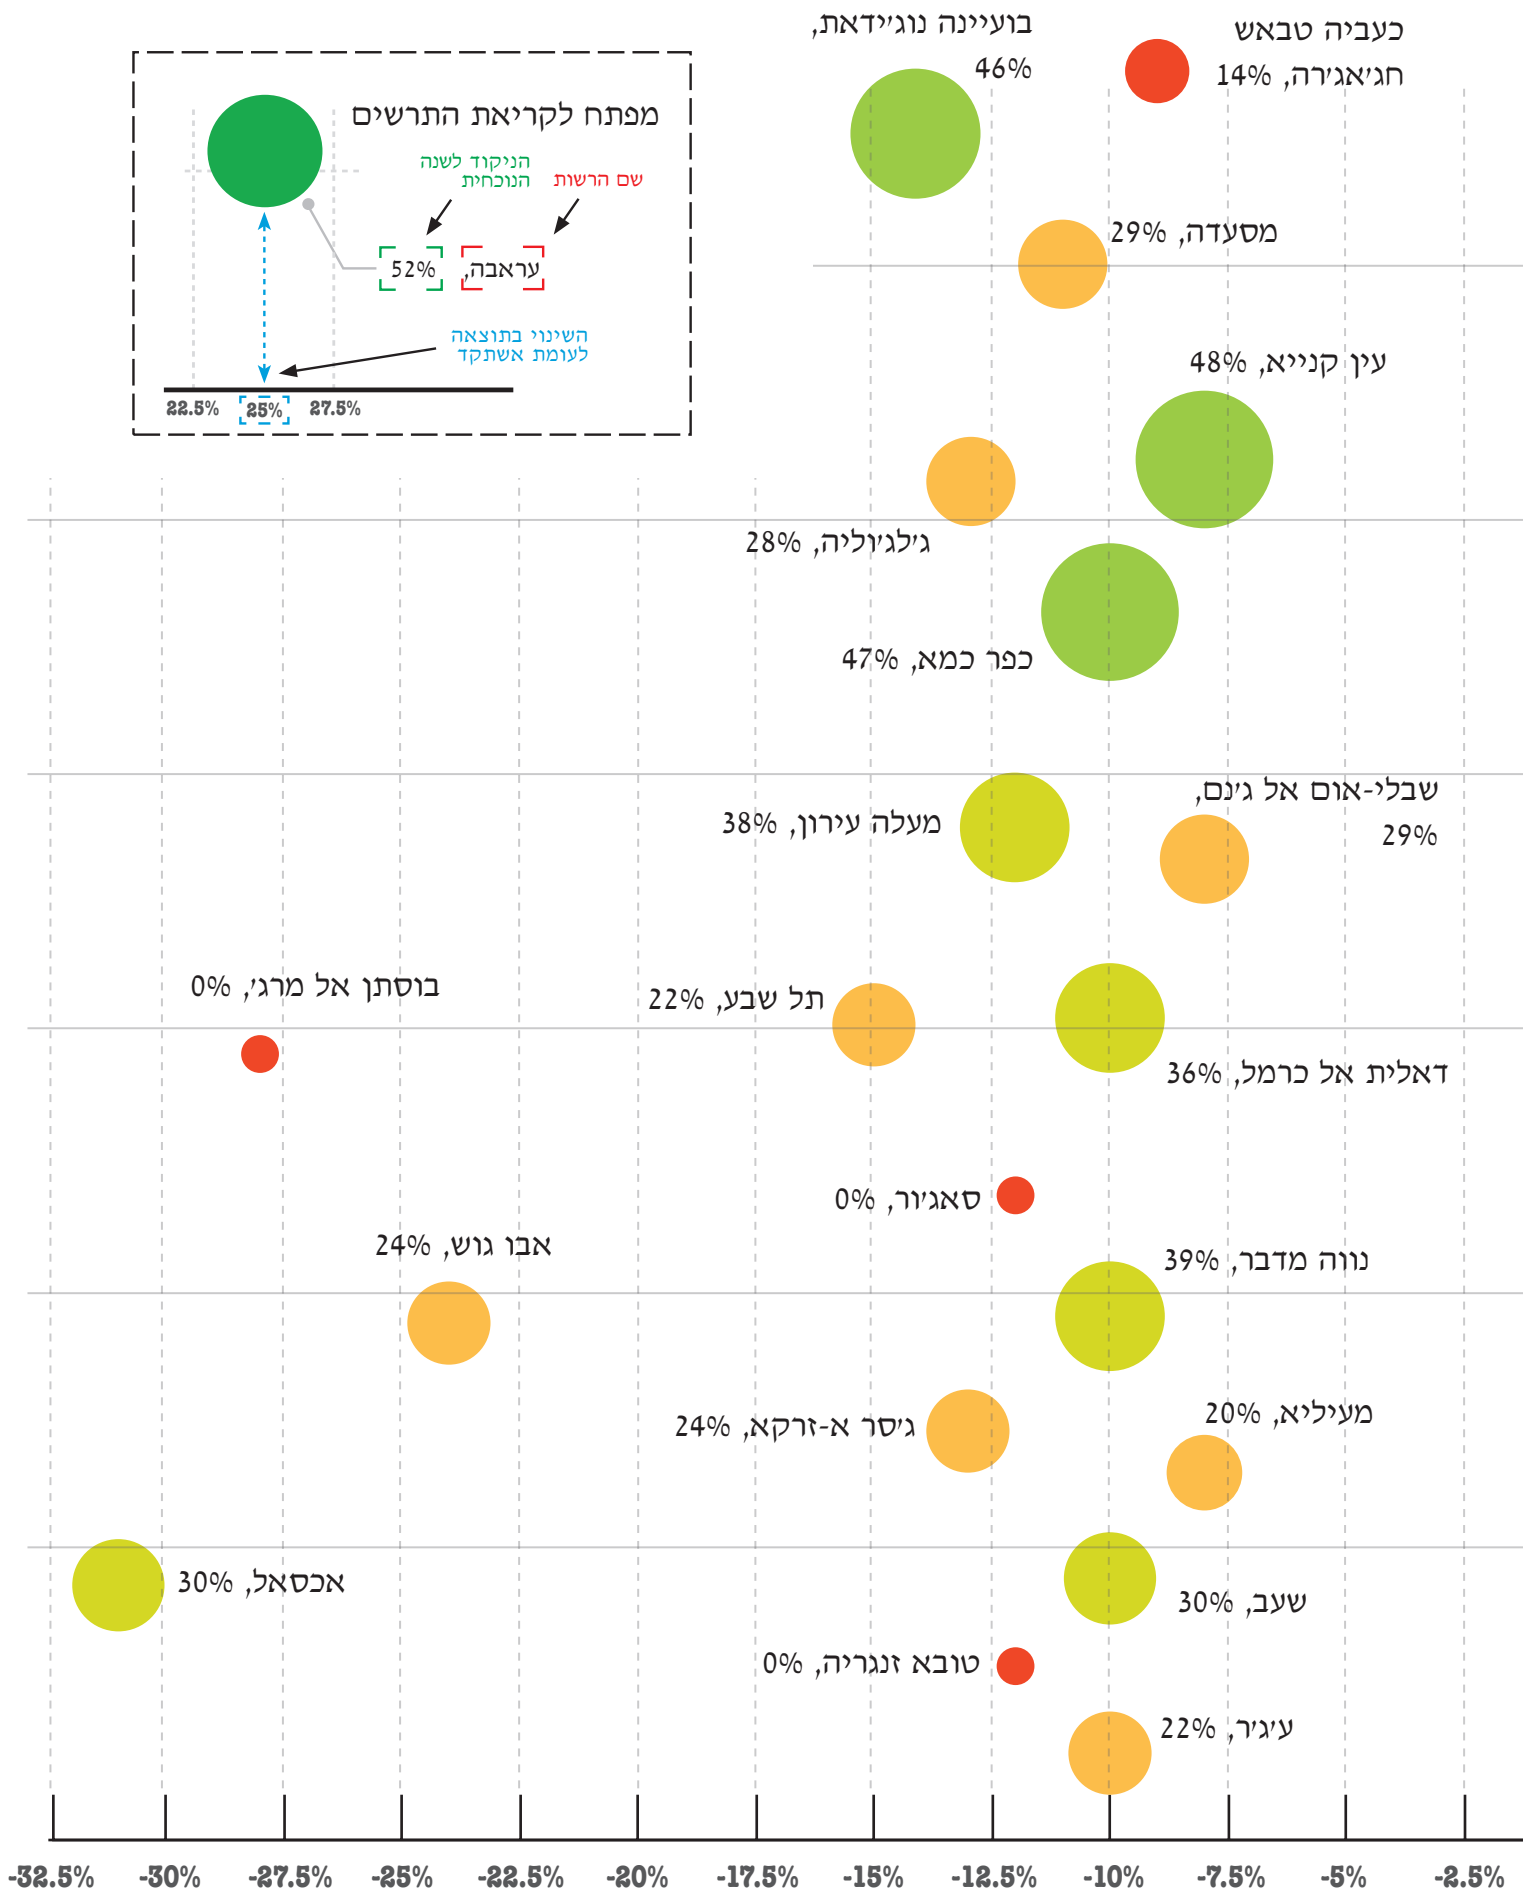 בועיינה נוג'ידאת,
46%
כעביה טבאש
חג'אג'רה, 14%
מפתח לקריאת התרשים
הניקוד לשנה
הנוכחית
שם הרשות
עראבה, 52%
השינוי בתוצאה
לעומת אשתקד
22.5% 25% 27.5%
מסעדה, 29%
עין קנייא, 48%
ג'לג'וליה, 28%
כפר כמא, 47%
שבלי-אום אל ג'נם,
29%
מעלה עירון, 38%
בוסתן אל מרג', 0%
תל שבע, 22%
דאלית אל כרמל, 36%
סאג'ור, 0%
אבו גוש, 24%
נווה מדבר, 39%
מעיליא, 20%
ג'סר א-זרקא, 24%
אכסאל, 30%
שעב, 30%
טובא זנגריה, 0%
ע'ג'ר, 22%
-32.5% -30% -27.5% -25% -22.5% -20% -17.5% -15% -12.5% -10% -7.5% -5% -2.5%